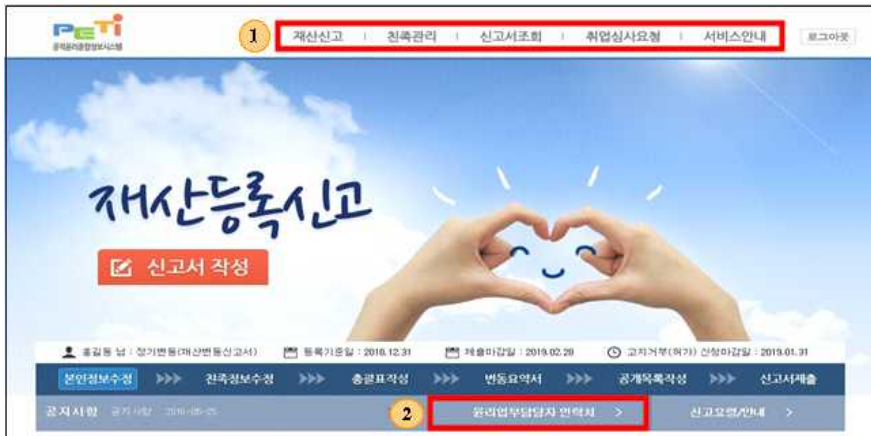 PETI
공직윤리종합정보시스템
1 재산신고 친족관리 신고서조회 취업심사요청 서비스안내 로그아웃
재산등록신고
신고서 작성
홍길동 님 : 정기변동(재산변동신고서) 등록기준일 : 2018.12.31 제출마감일 : 2019.02.28 고지거부(허가) 신청마감일 : 2019.01.31
본인정보수정 >>> 친족정보수정 >>> 총괄표작성 >>> 변동요약서 >>> 공개목록작성 >>> 신고서제출
공지사항 공지사항 2 윤리업무담당자 연락처 > 신고요령/안내 >